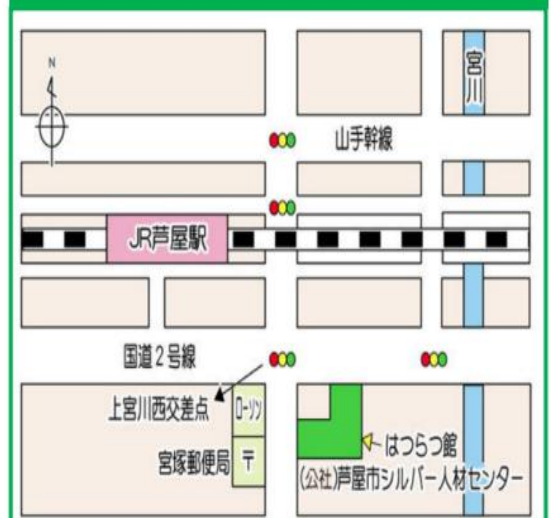 N
宮川
山手幹線
JR芦屋駅
国道2号線
上宮川西交差点
ローソン
宮塚郵便局
〒
はつらつ館
(公社)芦屋市シルバー人材センター